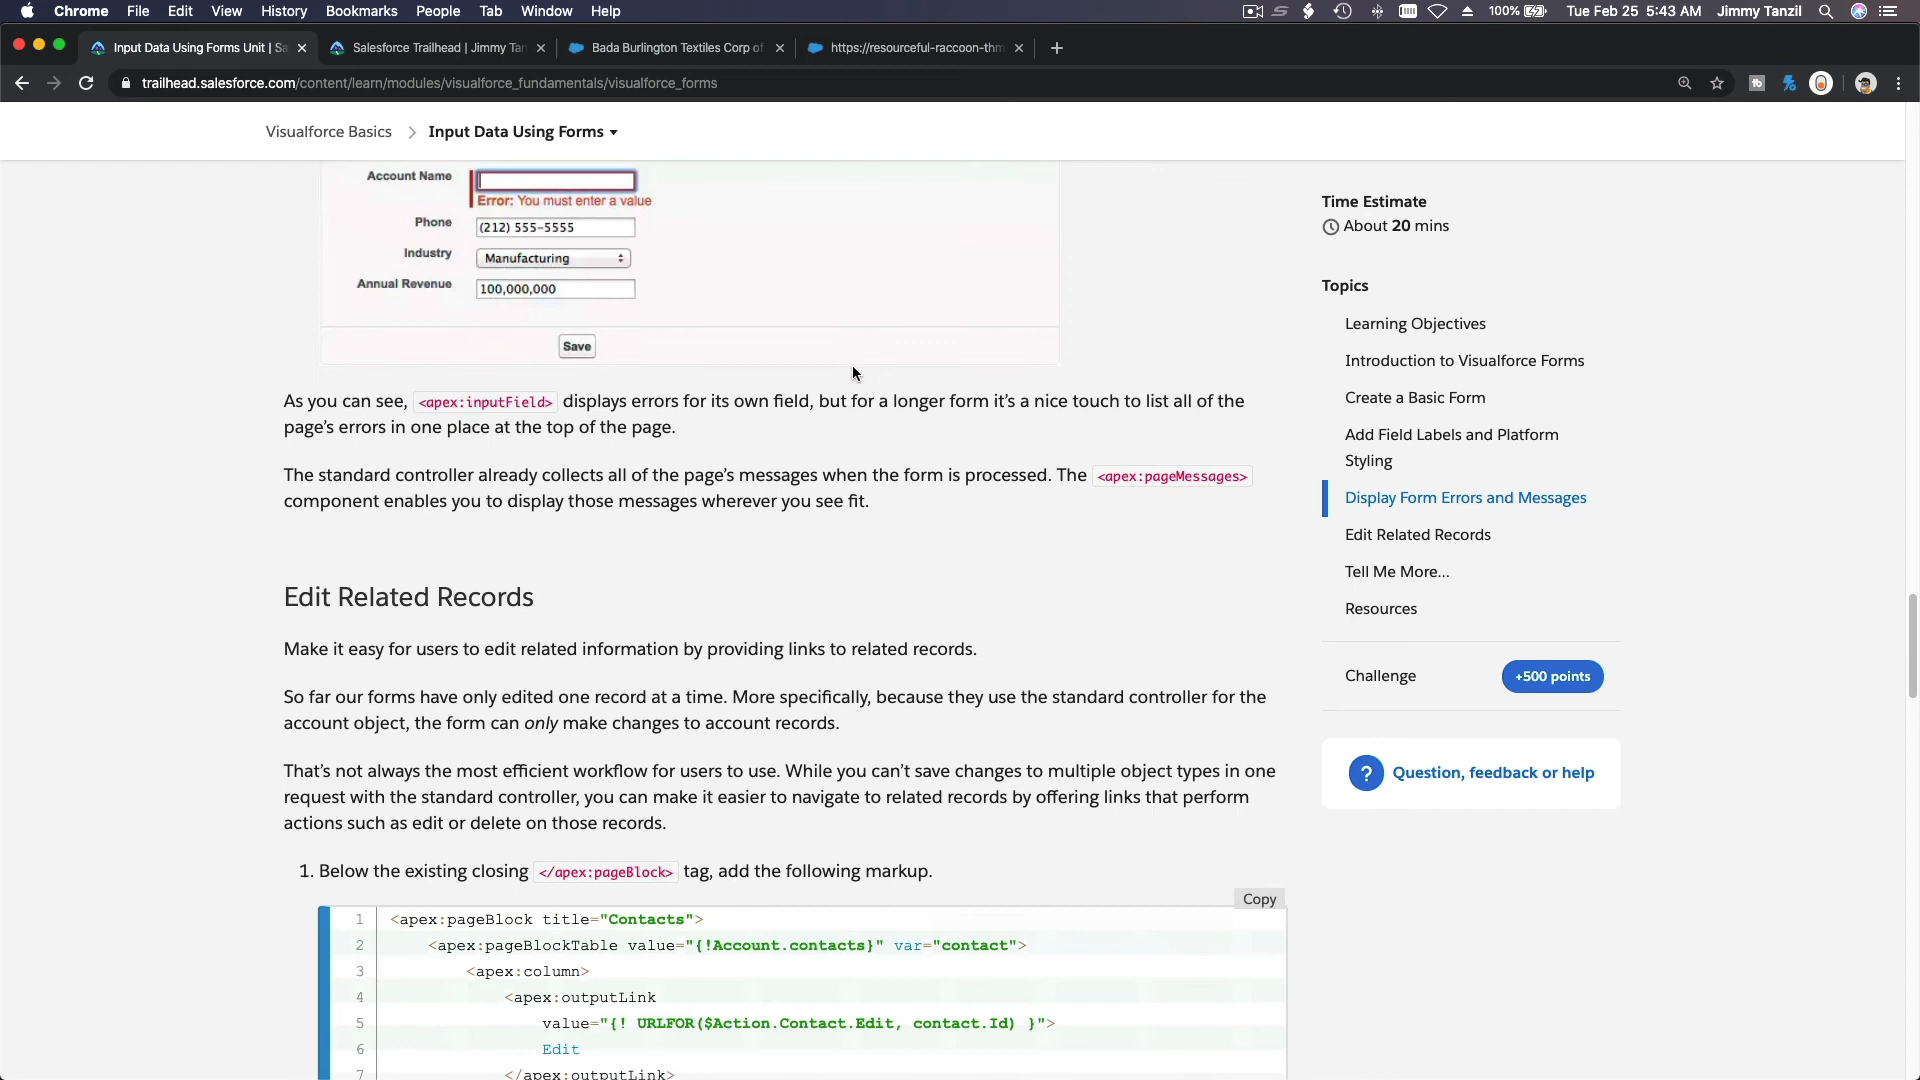 Chrome File Edit View History Bookmarks People Tab Window Help 100% Tue Feb 25 5:43 AM Jimmy Tanzil
Input Data Using Forms Unit | Sa Salesforce Trailhead | Jimmy Tan Bada Burlington Textiles Corp of https://resourceful-raccoon-thm
trailhead.salesforce.com/content/learn/modules/visualforce_fundamentals/visualforce_forms
Visualforce Basics > Input Data Using Forms
Account Name
Error: You must enter a value
Phone (212) 555-5555
Industry Manufacturing
Annual Revenue 100,000,000
Save
As you can see, <apex:inputField> displays errors for its own field, but for a longer form it's a nice touch to list all of the
page's errors in one place at the top of the page.
The standard controller already collects all of the page's messages when the form is processed. The <apex:pageMessages>
component enables you to display those messages wherever you see fit.
Edit Related Records
Make it easy for users to edit related information by providing links to related records.
So far our forms have only edited one record at a time. More specifically, because they use the standard controller for the
account object, the form can only make changes to account records.
That's not always the most efficient workflow for users to use. While you can't save changes to multiple object types in one
request with the standard controller, you can make it easier to navigate to related records by offering links that perform
actions such as edit or delete on those records.
1. Below the existing closing </apex:pageBlock> tag, add the following markup.
Copy
1 <apex:pageBlock title="Contacts">
2 <apex:pageBlockTable value="{!Account.contacts}" var="contact">
3 <apex:column>
4 <apex:outputLink
5 value="{! URLFOR($Action.Contact.Edit, contact.Id) }">
6 Edit
7 </apex:outputLink>
Time Estimate
About 20 mins
Topics
Learning Objectives
Introduction to Visualforce Forms
Create a Basic Form
Add Field Labels and Platform
Styling
Display Form Errors and Messages
Edit Related Records
Tell Me More...
Resources
Challenge +500 points
? Question, feedback or help